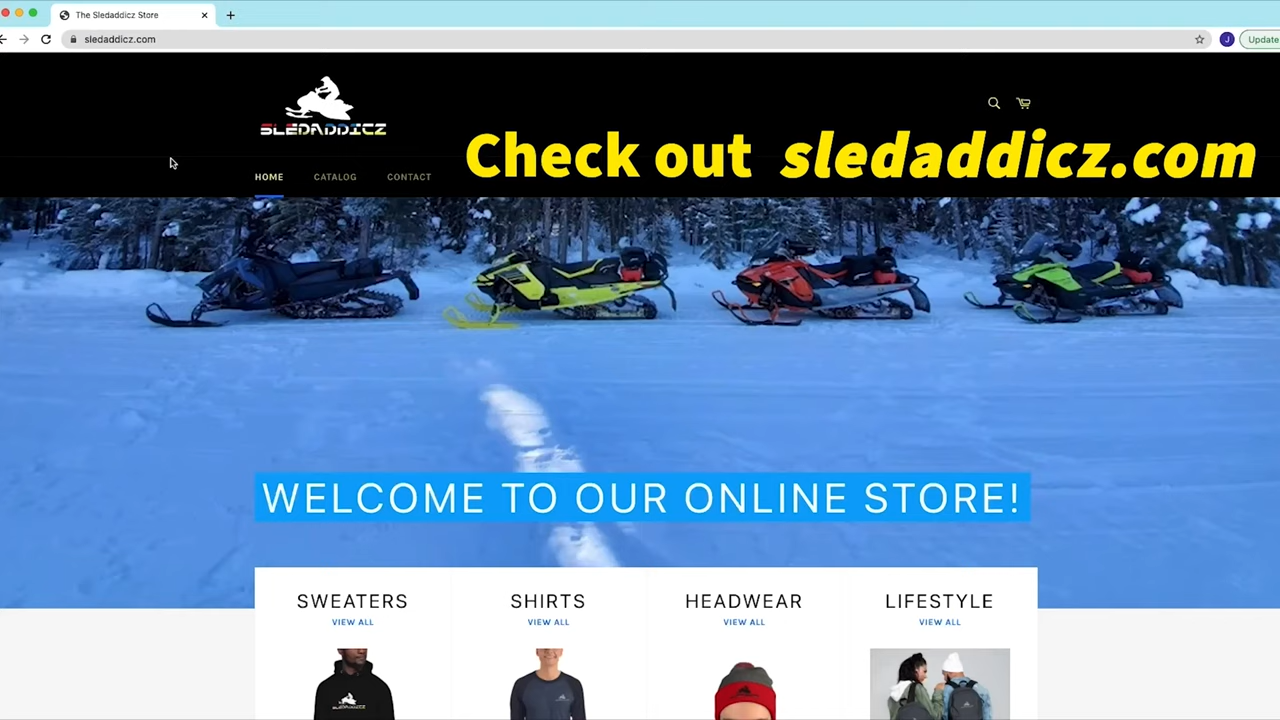 The Sledaddicz Store
sledaddicz.com
J
Update
SLEDADDICZ
Check out sledaddicz.com
HOME
CATALOG
CONTACT
WELCOME TO OUR ONLINE STORE!
SWEATERS
VIEW ALL
SHIRTS
VIEW ALL
HEADWEAR
VIEW ALL
LIFESTYLE
VIEW ALL
SLEDADDICZ